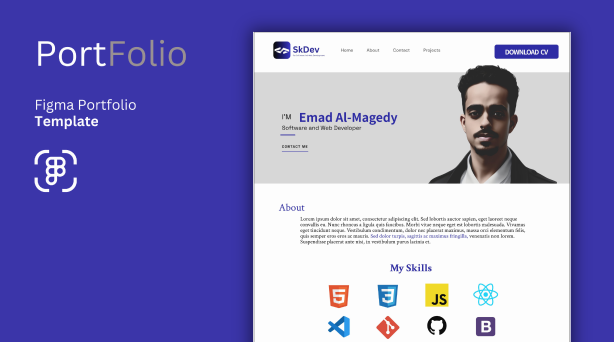 PortFolio
Figma Portfolio
Template
SkDev
Home About Contact Projects
DOWNLOAD CV
I'M Emad Al-Magedy
Software and Web Developer
CONTACT ME
About
Lorem ipsum dolor sit amet, consectetur adipiscing elit. Sed lobortis auctor sapien, eget laoreet neque
convallis eu. Nunc rhoncus a ligula quis faucibus. Morbi vitae neque eget est lobortis ornare. Vivamus
eget tincidunt neque. Vestibulum condimentum, dolor nec placerat maximus, massa orci elementum felis,
quis semper eros eros ac mauris. Sed dolor turpis, sagittis ac maximus fringilla, venenatis non lorem.
Suspendisse placerat ante nisi, in vestibulum purus lacinia et.
My Skills
5
3
JS
B